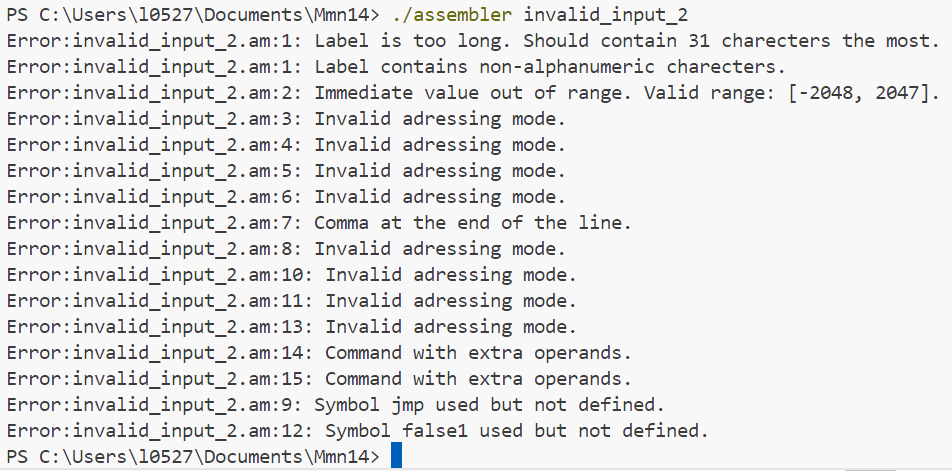 PS C:\Users\l0527\Documents\Mmn14> ./assembler invalid_input_2
Error:invalid_input_2.am:1: Label is too long. Should contain 31 charecters the most.
Error:invalid_input_2.am:1: Label contains non-alphanumeric charecters.
Error:invalid_input_2.am:2: Immediate value out of range. Valid range: [-2048, 2047].
Error:invalid_input_2.am:3: Invalid adressing mode.
Error:invalid_input_2.am:4: Invalid adressing mode.
Error:invalid_input_2.am:5: Invalid adressing mode.
Error:invalid_input_2.am:6: Invalid adressing mode.
Error:invalid_input_2.am:7: Comma at the end of the line.
Error:invalid_input_2.am:8: Invalid adressing mode.
Error:invalid_input_2.am:10: Invalid adressing mode.
Error:invalid_input_2.am:11: Invalid adressing mode.
Error:invalid_input_2.am:13: Invalid adressing mode.
Error:invalid_input_2.am:14: Command with extra operands.
Error:invalid_input_2.am:15: Command with extra operands.
Error:invalid_input_2.am:9: Symbol jmp used but not defined.
Error:invalid_input_2.am:12: Symbol false1 used but not defined.
PS C:\Users\l0527\Documents\Mmn14>